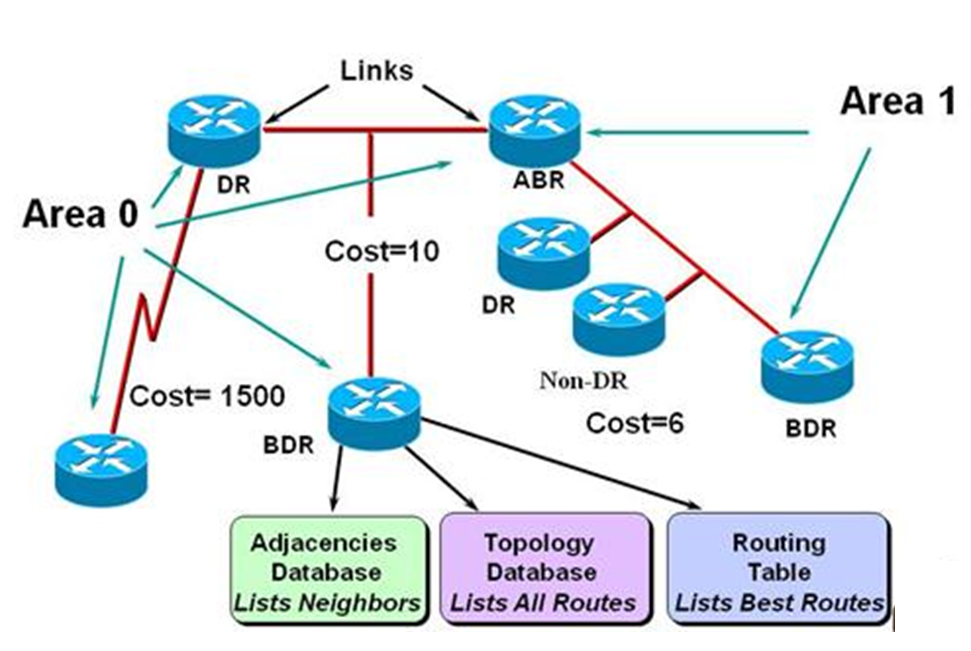 Links
Area 1
DR
ABR
Area 0
Cost=10
DR
Non-DR
Cost= 1500
Cost=6
BDR
BDR
Adjacencies
Database
Lists Neighbors
Topology
Database
Lists All Routes
Routing
Table
Lists Best Routes